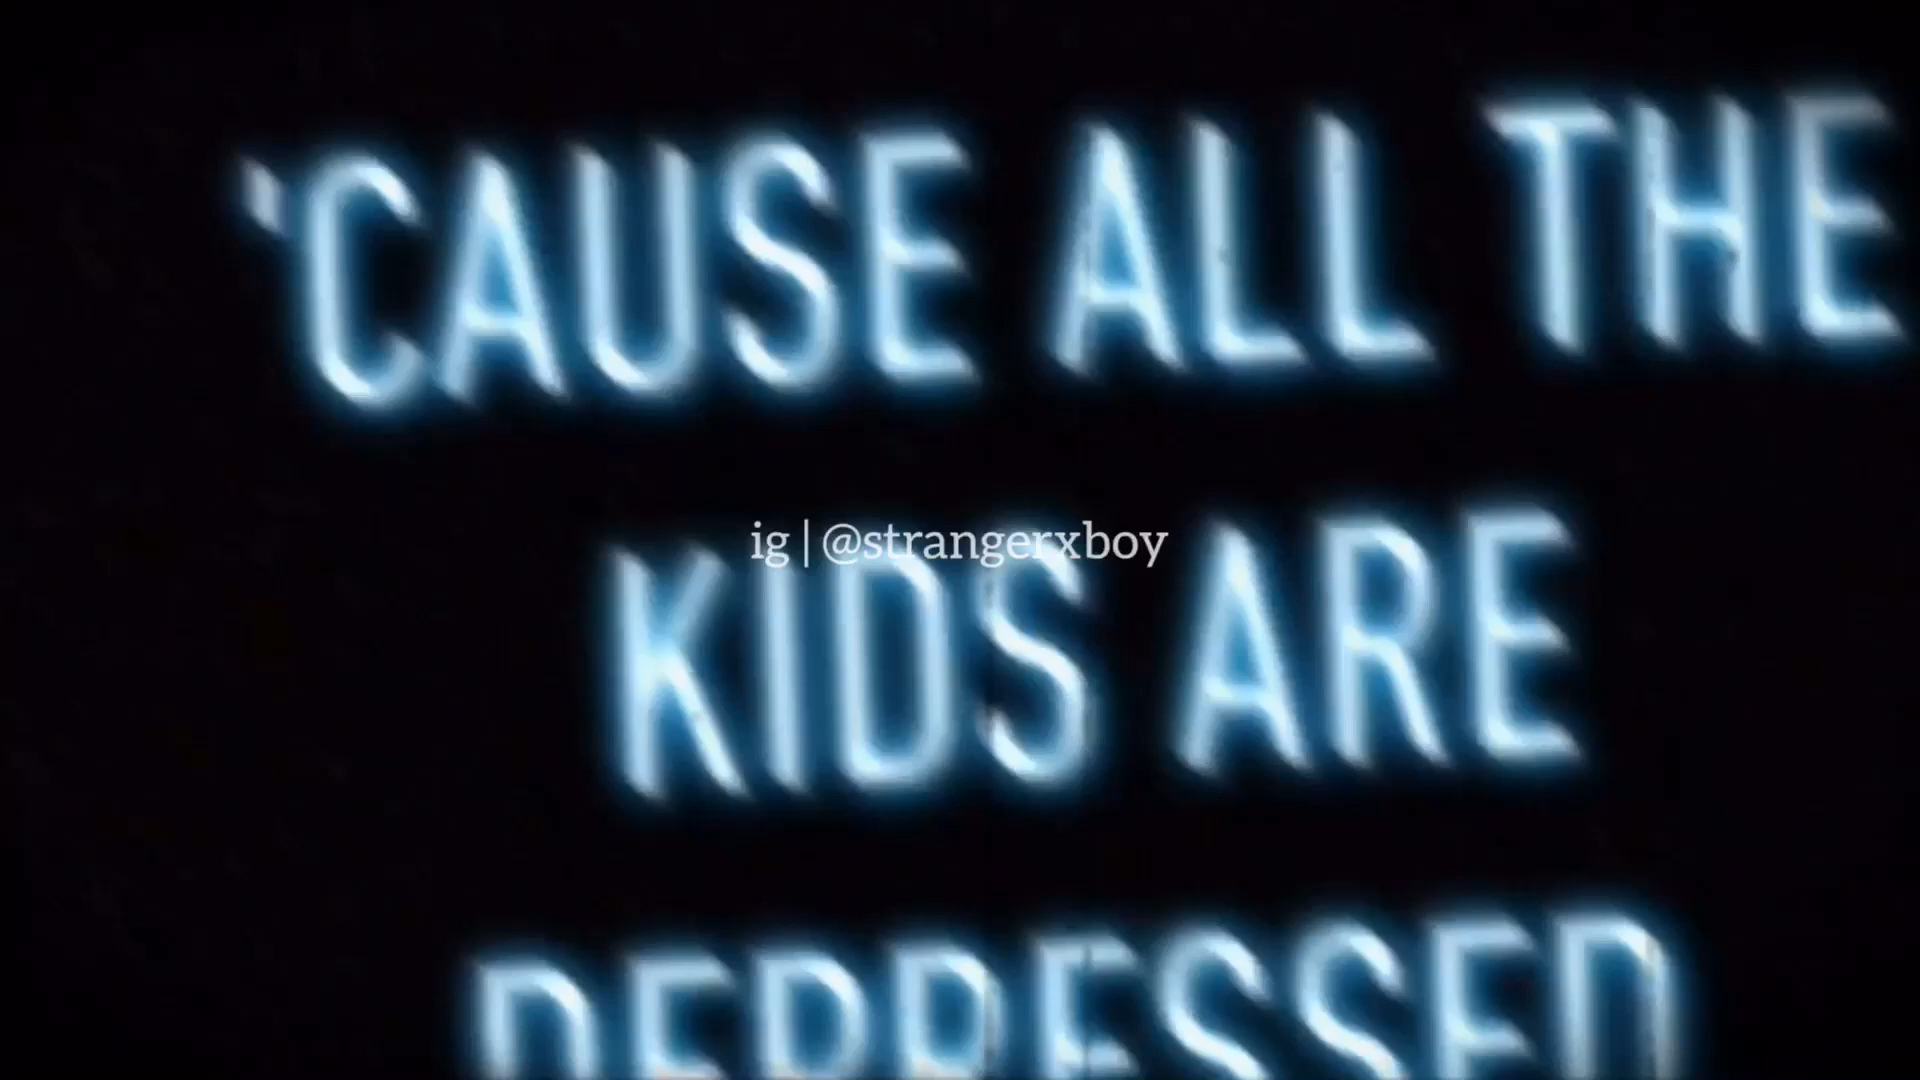 'CAUSE ALL THE
ig | @strangerxboy
KIDS ARE
DEPRESSED